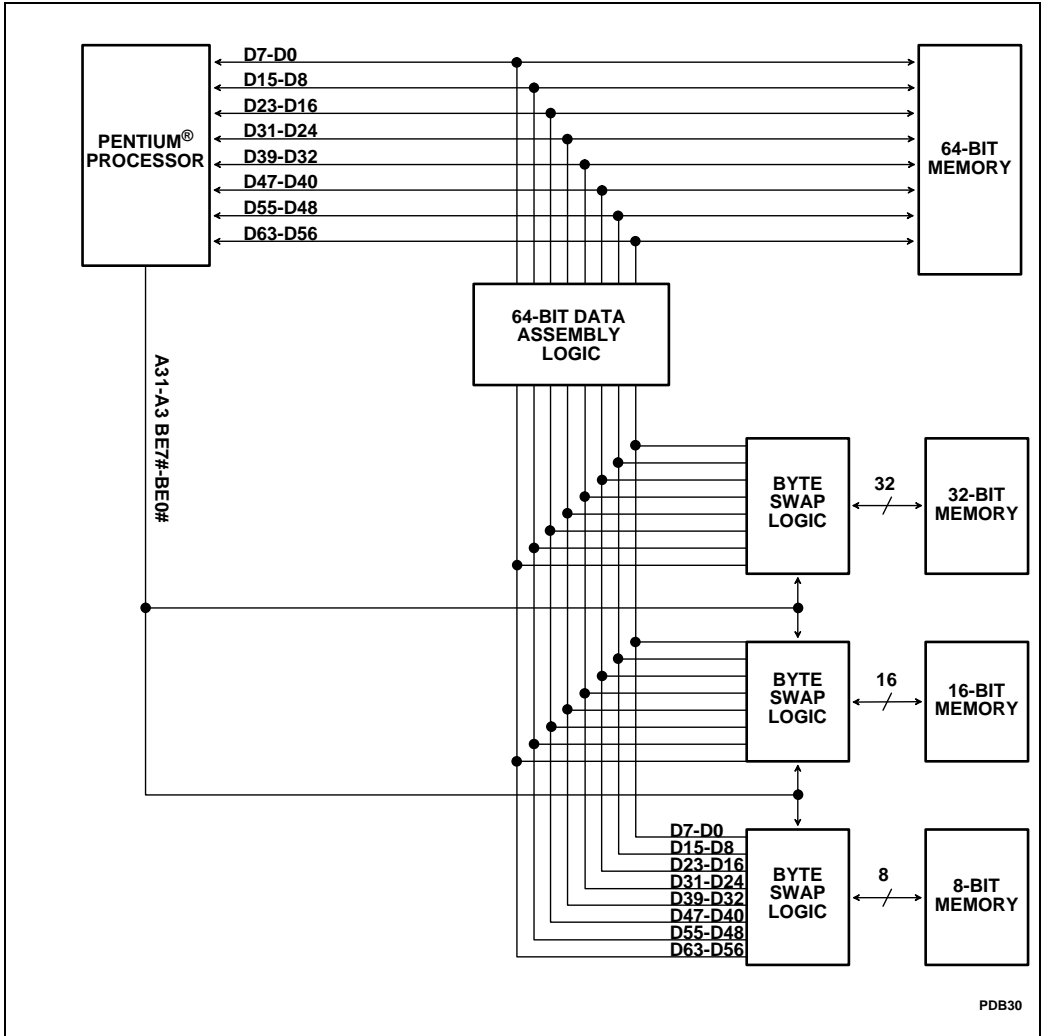 D7-D0
D15-D8
D23-D16
D31-D24
D39-D32
D47-D40
D55-D48
D63-D56
PENTIUM®
PROCESSOR
64-BIT
MEMORY
64-BIT DATA
ASSEMBLY
LOGIC
A31-A3 BE7#-BE0#
BYTE
SWAP
LOGIC
32
32-BIT
MEMORY
BYTE
SWAP
LOGIC
16
16-BIT
MEMORY
D7-D0
D15-D8
D23-D16
D31-D24
D39-D32
D47-D40
D55-D48
D63-D56
BYTE
SWAP
LOGIC
8
8-BIT
MEMORY
PDB30